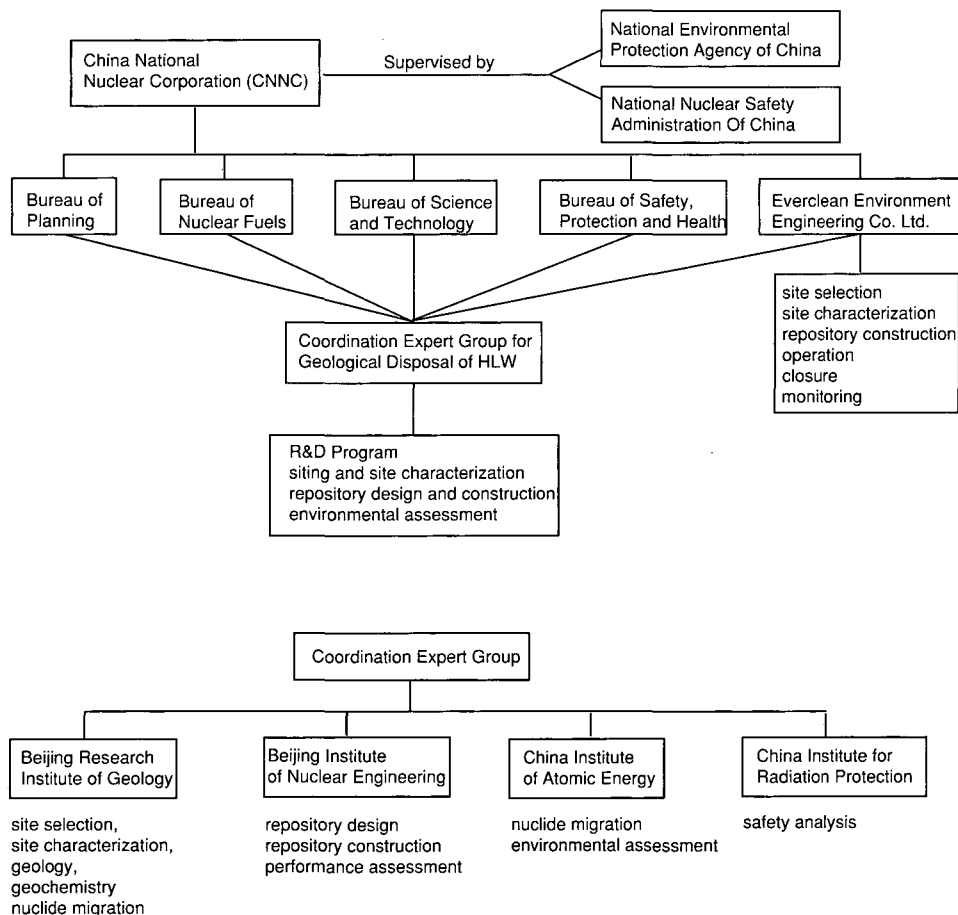 China National
Nuclear Corporation (CNNC)
Supervised by
National Environmental
Protection Agency of China
National Nuclear Safety
Administration Of China
Bureau of
Planning
Bureau of
Nuclear Fuels
Bureau of Science
and Technology
Bureau of Safety,
Protection and Health
Everclean Environment
Engineering Co. Ltd.
site selection
site characterization
repository construction
operation
closure
monitoring
Coordination Expert Group for
Geological Disposal of HLW
R&D Program
siting and site characterization
repository design and construction
environmental assessment
Coordination Expert Group
Beijing Research
Institute of Geology
site selection,
site characterization,
geology,
geochemistry
nuclide migration
Beijing Institute
of Nuclear Engineering
repository design
repository construction
performance assessment
China Institute
of Atomic Energy
nuclide migration
environmental assessment
China Institute for
Radiation Protection
safety analysis